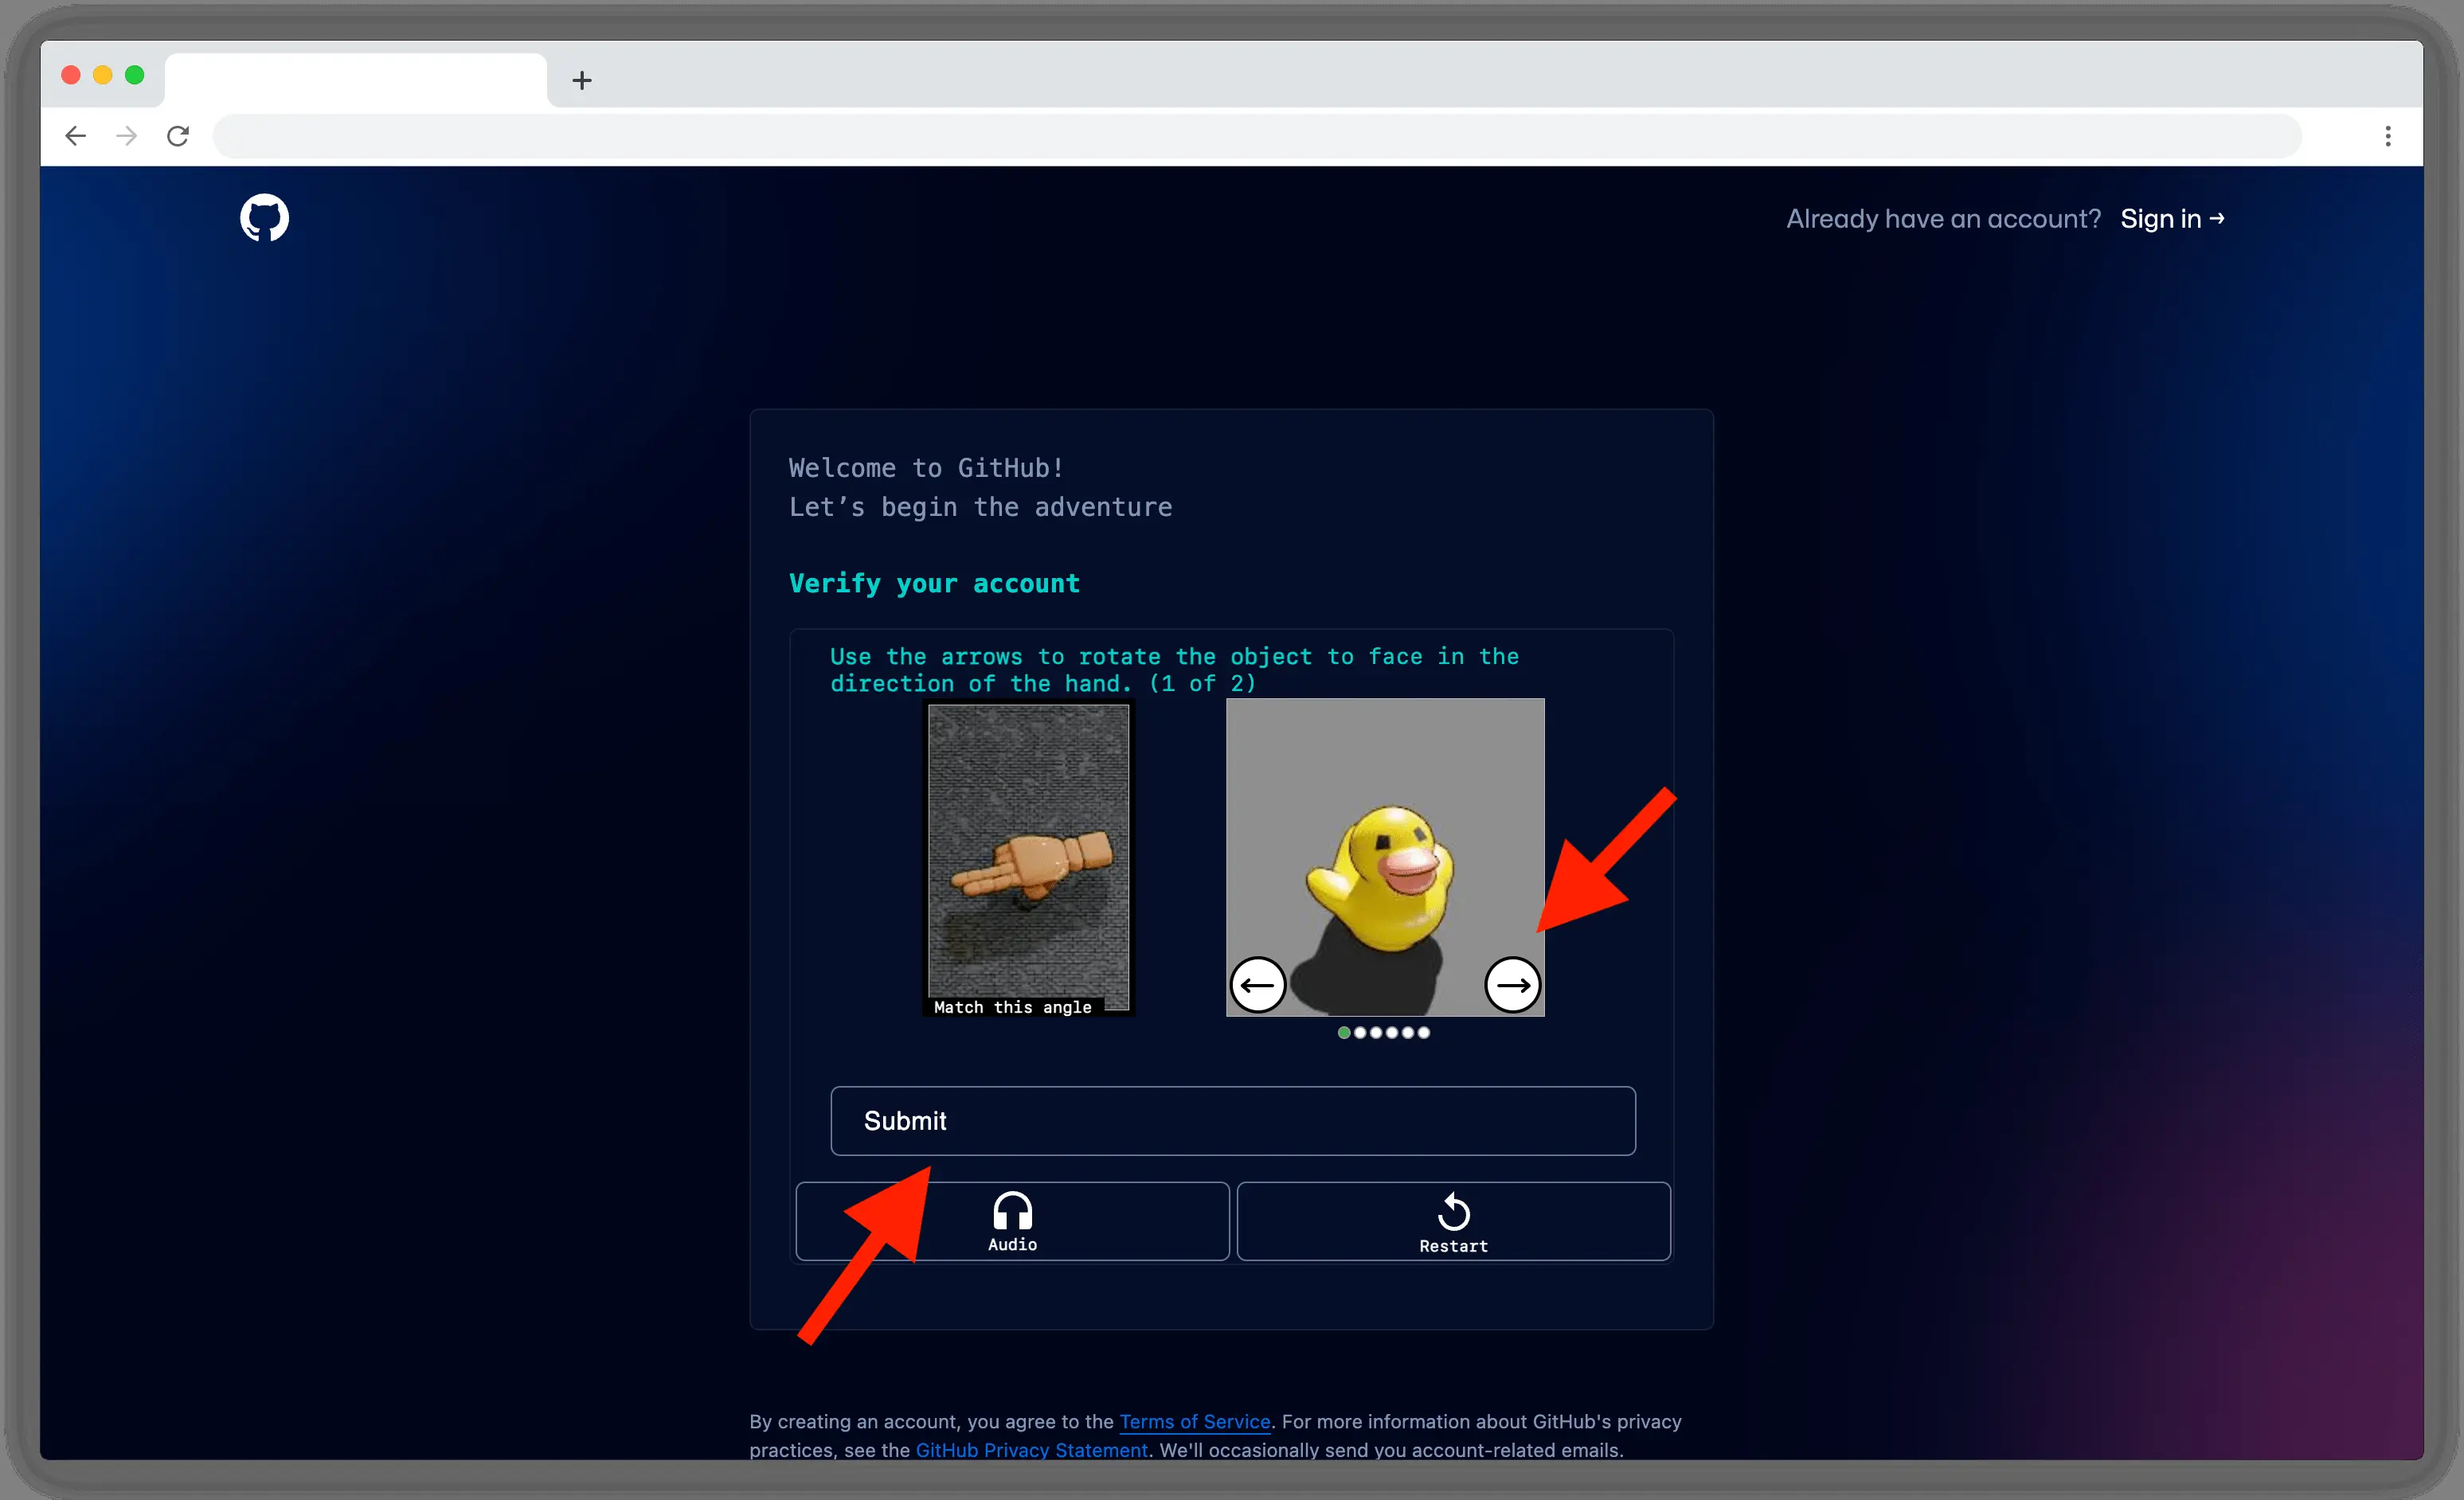 Already have an account? Sign in →
Welcome to GitHub!
Let’s begin the adventure
Verify your account
Use the arrows to rotate the object to face in the
direction of the hand. (1 of 2)
Match this angle
Submit
Audio
Restart
By creating an account, you agree to the Terms of Service. For more information about GitHub's privacy
practices, see the GitHub Privacy Statement. We'll occasionally send you account-related emails.